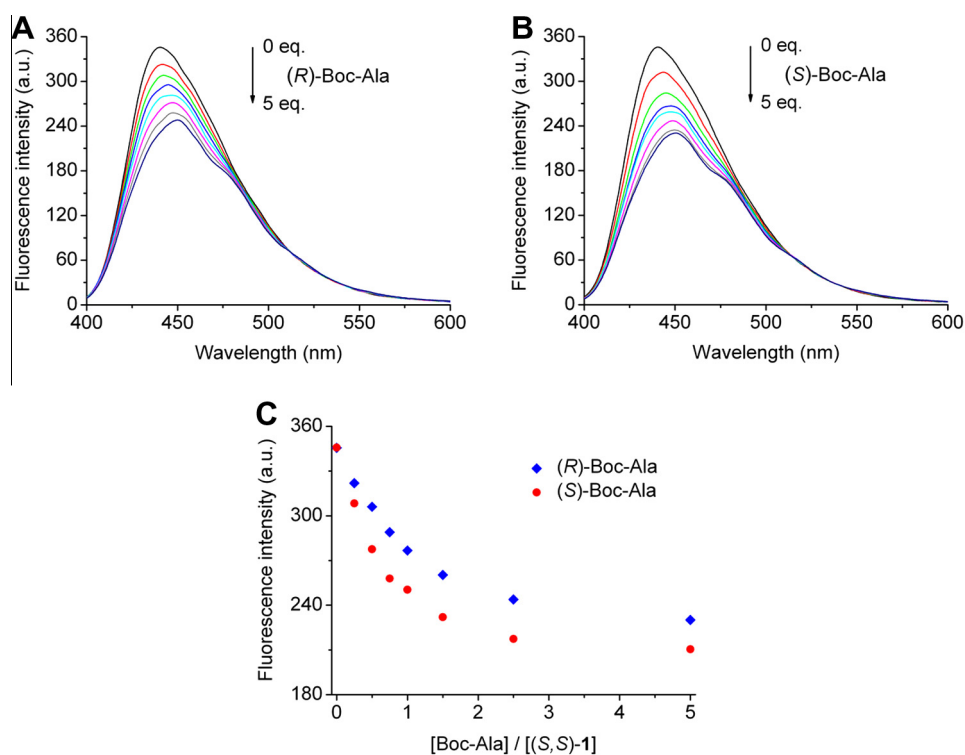 A
360
300
240
180
120
60
0
Fluorescence intensity (a.u.)
0 eq.
(R)-Boc-Ala
5 eq.
400 450 500 550 600
Wavelength (nm)
B
360
300
240
180
120
60
0
Fluorescence intensity (a.u.)
0 eq.
(S)-Boc-Ala
5 eq.
400 450 500 550 600
Wavelength (nm)
C
360
300
240
180
Fluorescence intensity (a.u.)
(R)-Boc-Ala
(S)-Boc-Ala
0 1 2 3 4 5
[Boc-Ala] / [(S,S)-1]